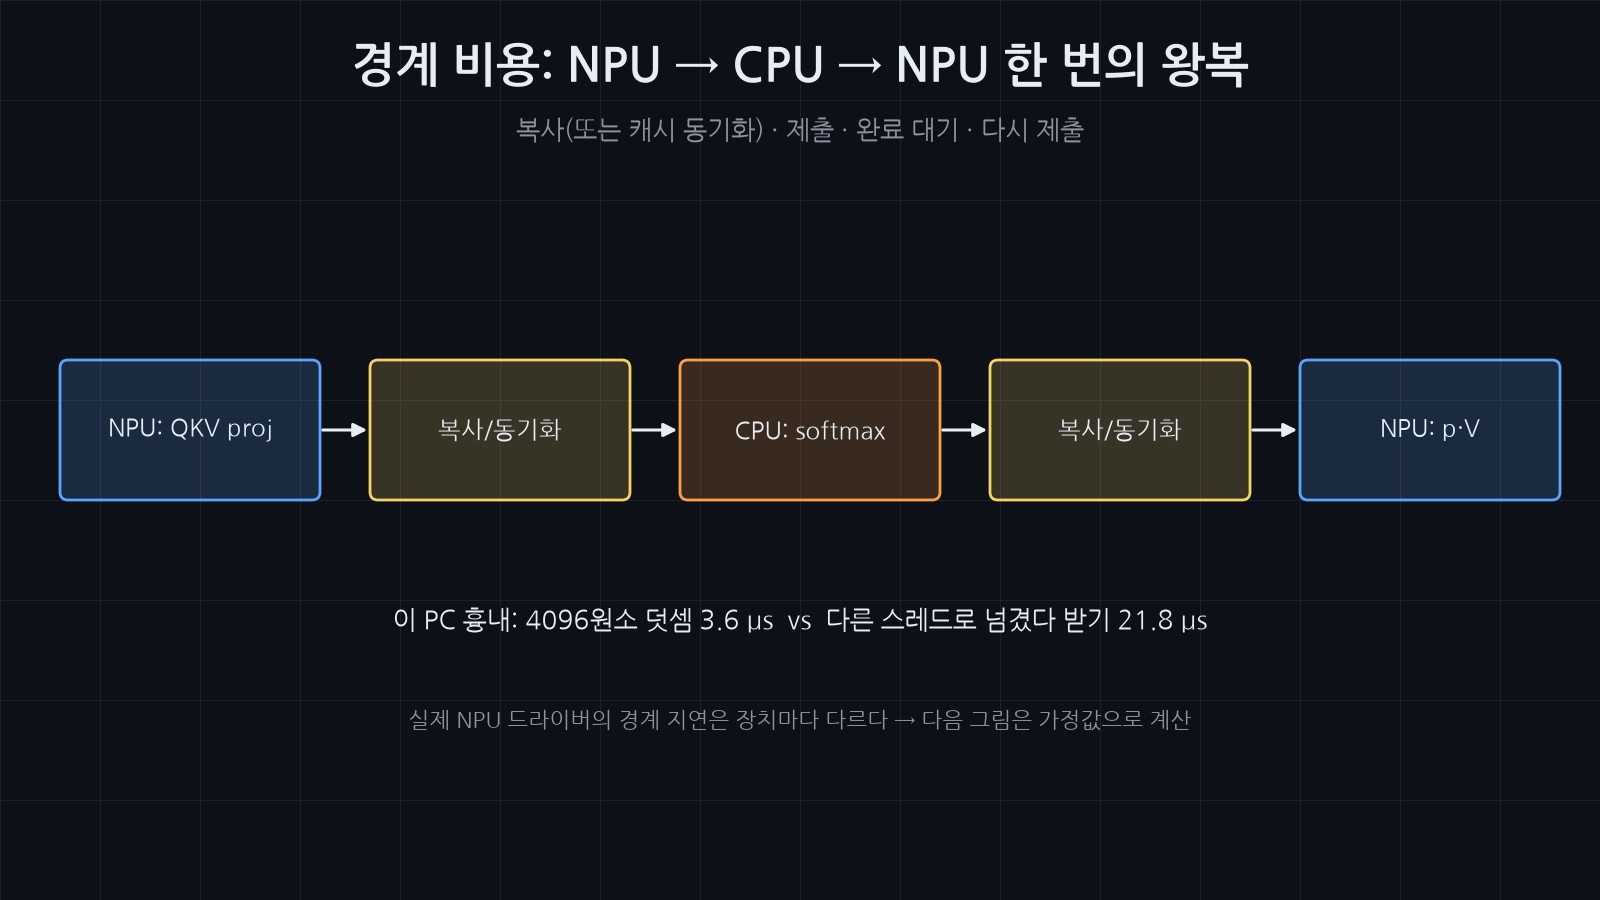 경계 비용: NPU → CPU → NPU 한 번의 왕복
복사(또는 캐시 동기화) · 제출 · 완료 대기 · 다시 제출
NPU: QKV proj
복사/동기화
CPU: softmax
복사/동기화
NPU: p·V
이 PC 흉내: 4096원소 덧셈 3.6 µs vs 다른 스레드로 넘겼다 받기 21.8 µs
실제 NPU 드라이버의 경계 지연은 장치마다 다르다 → 다음 그림은 가정값으로 계산